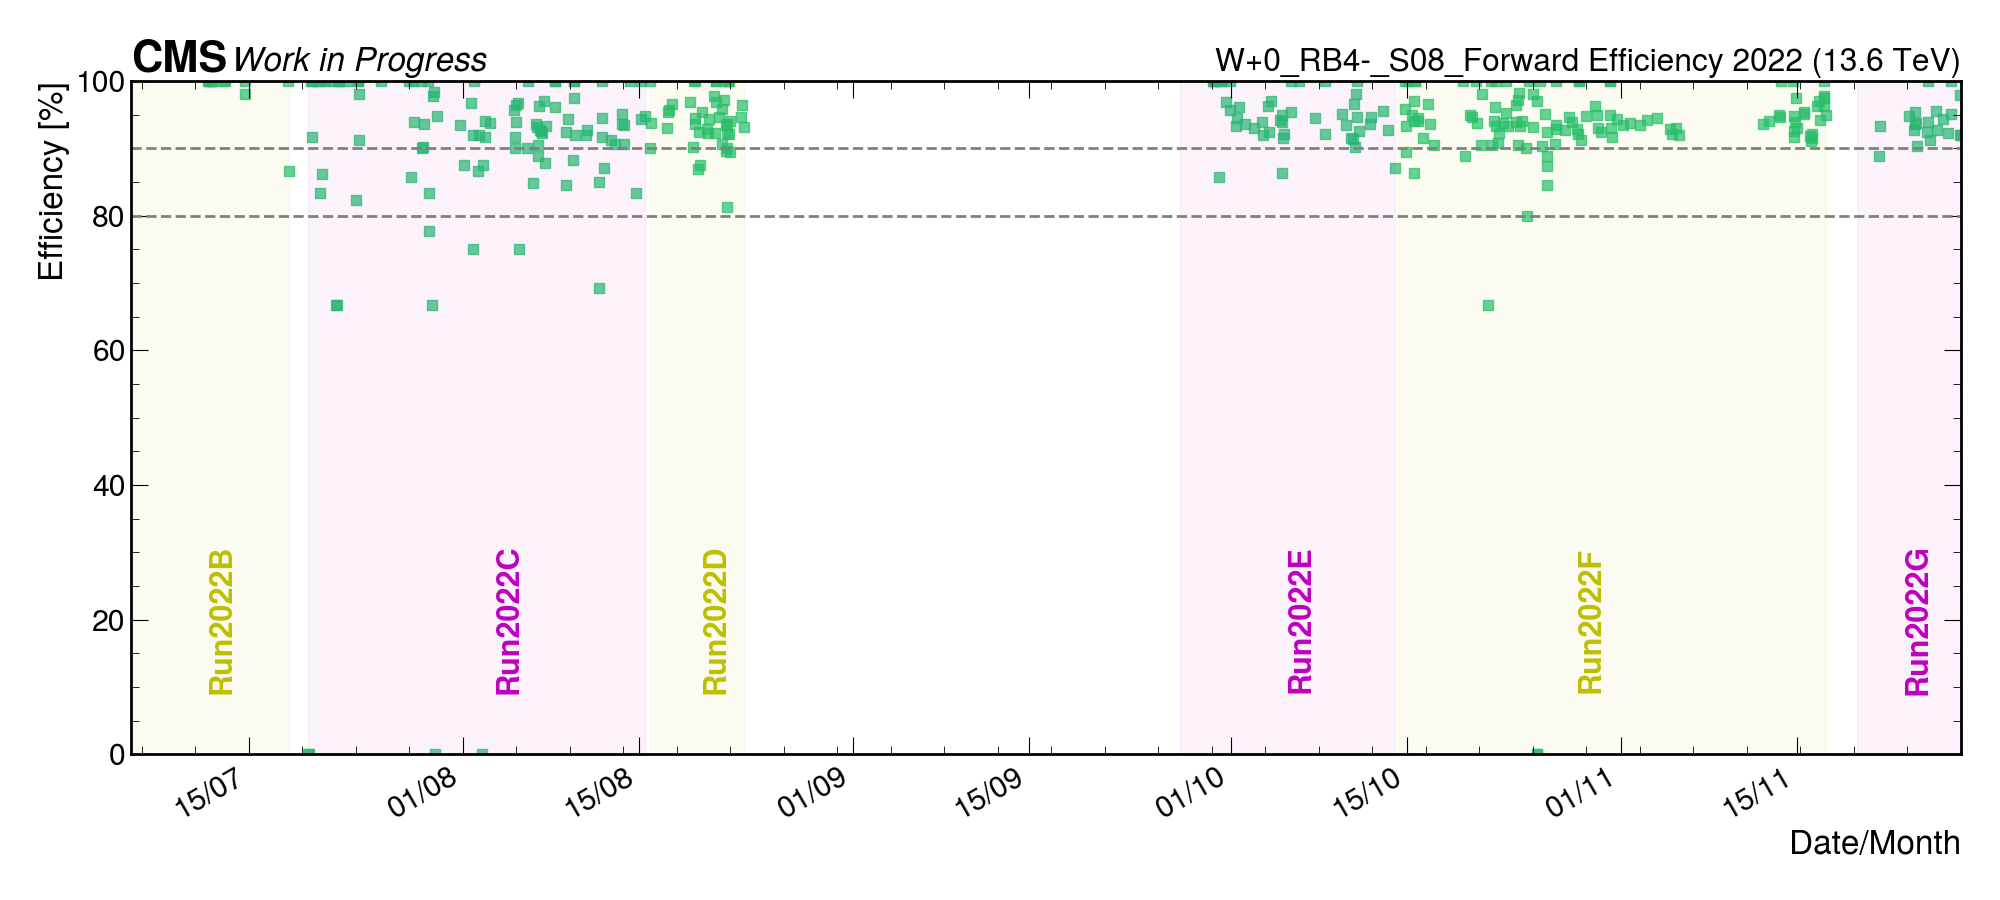 CMS Work in Progress
W+0_RB4-_S08_Forward Efficiency 2022 (13.6 TeV)
Efficiency [%]
100
80
60
40
20
0
Run2022B
Run2022C
Run2022D
Run2022E
Run2022F
Run2022G
15/07
01/08
15/08
01/09
15/09
01/10
15/10
01/11
15/11
Date/Month